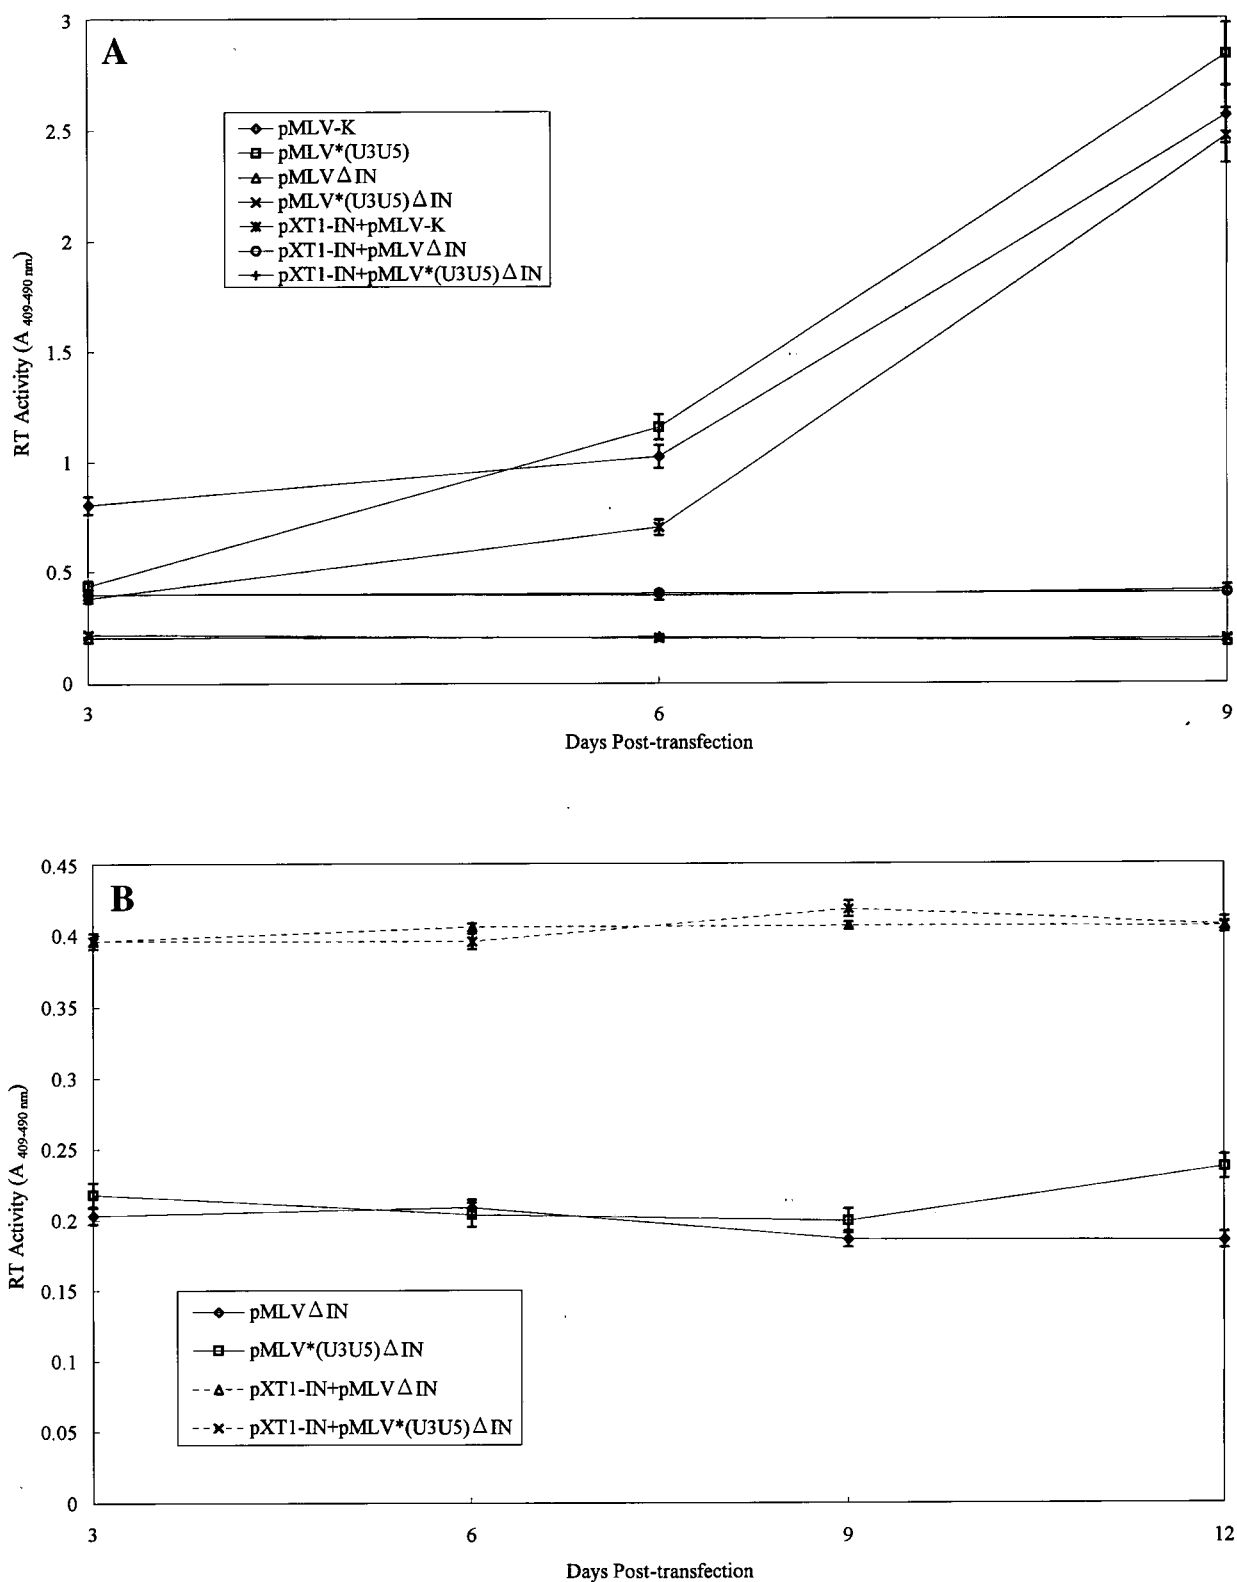 A
3
2.5
2
1.5
1
0.5
0
RT Activity (A 409-490 nm)
pMLV-K
pMLV*(U3U5)
pMLVΔIN
pMLV*(U3U5)ΔIN
pXT1-IN+pMLV-K
pXT1-IN+pMLVΔIN
pXT1-IN+pMLV*(U3U5)ΔIN
3 6 9
Days Post-transfection
B
0.45
0.4
0.35
0.3
0.25
0.2
0.15
0.1
0.05
0
RT Activity (A 409-490 nm)
pMLVΔIN
pMLV*(U3U5)ΔIN
pXT1-IN+pMLVΔIN
pXT1-IN+pMLV*(U3U5)ΔIN
3 6 9 12
Days Post-transfection